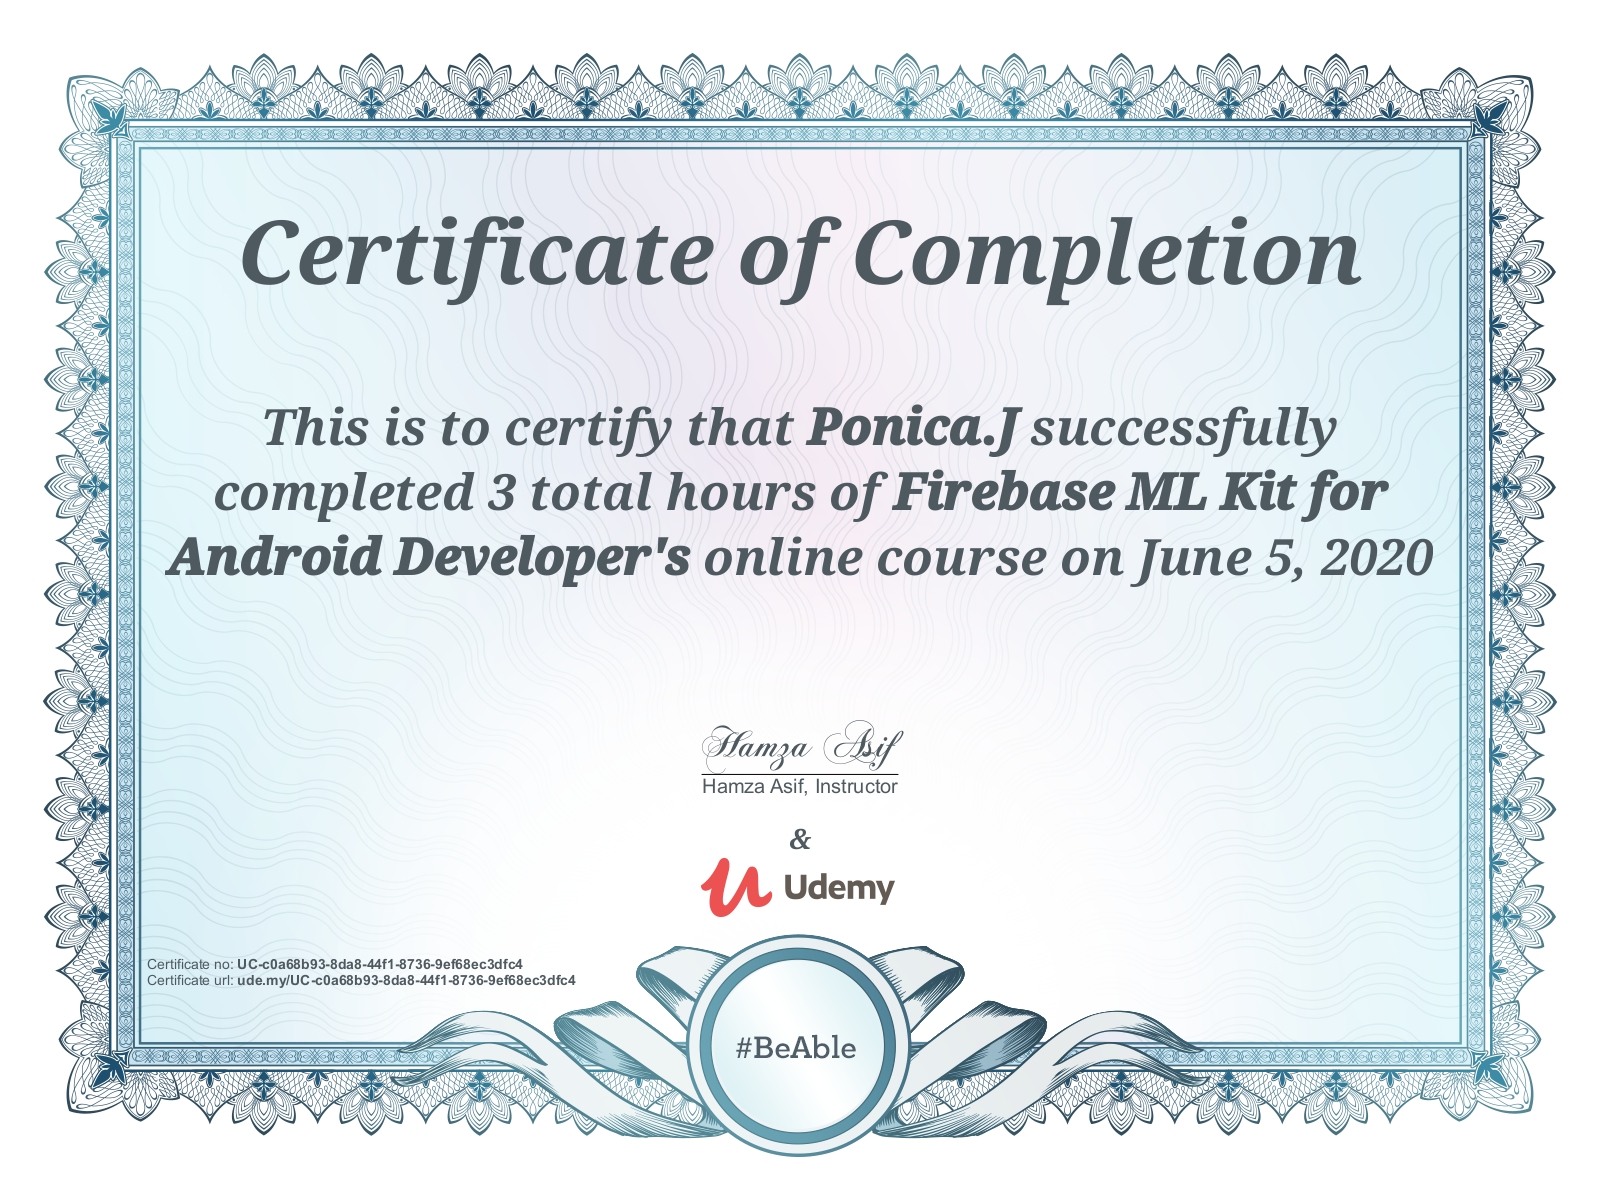 Certificate of Completion
This is to certify that Ponica.J successfully
completed 3 total hours of Firebase ML Kit for
Android Developer's online course on June 5, 2020
Hamza Asif
Hamza Asif, Instructor
&
Udemy
Certificate no: UC-c0a68b93-8da8-44f1-8736-9ef68ec3dfc4
Certificate url: ude.my/UC-c0a68b93-8da8-44f1-8736-9ef68ec3dfc4
#BeAble